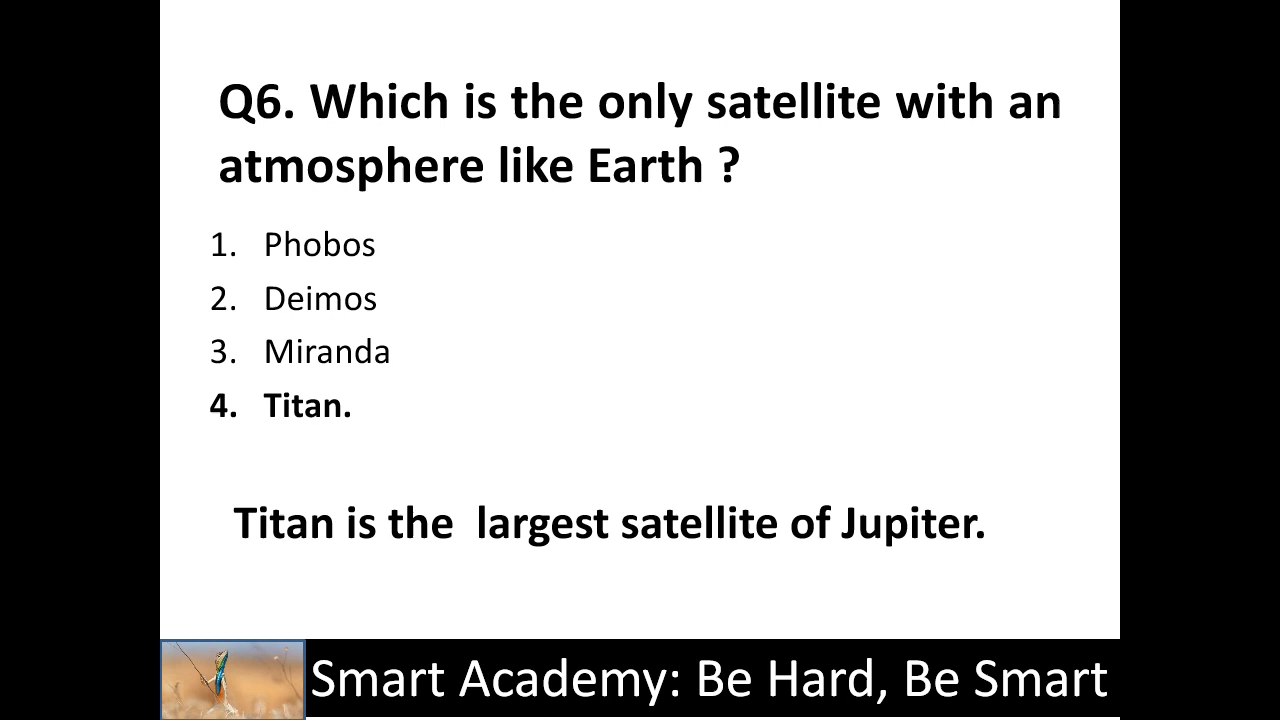 Q6. Which is the only satellite with an
atmosphere like Earth ?
1. Phobos
2. Deimos
3. Miranda
4. Titan.
Titan is the  largest satellite of Jupiter.
Smart Academy: Be Hard, Be Smart